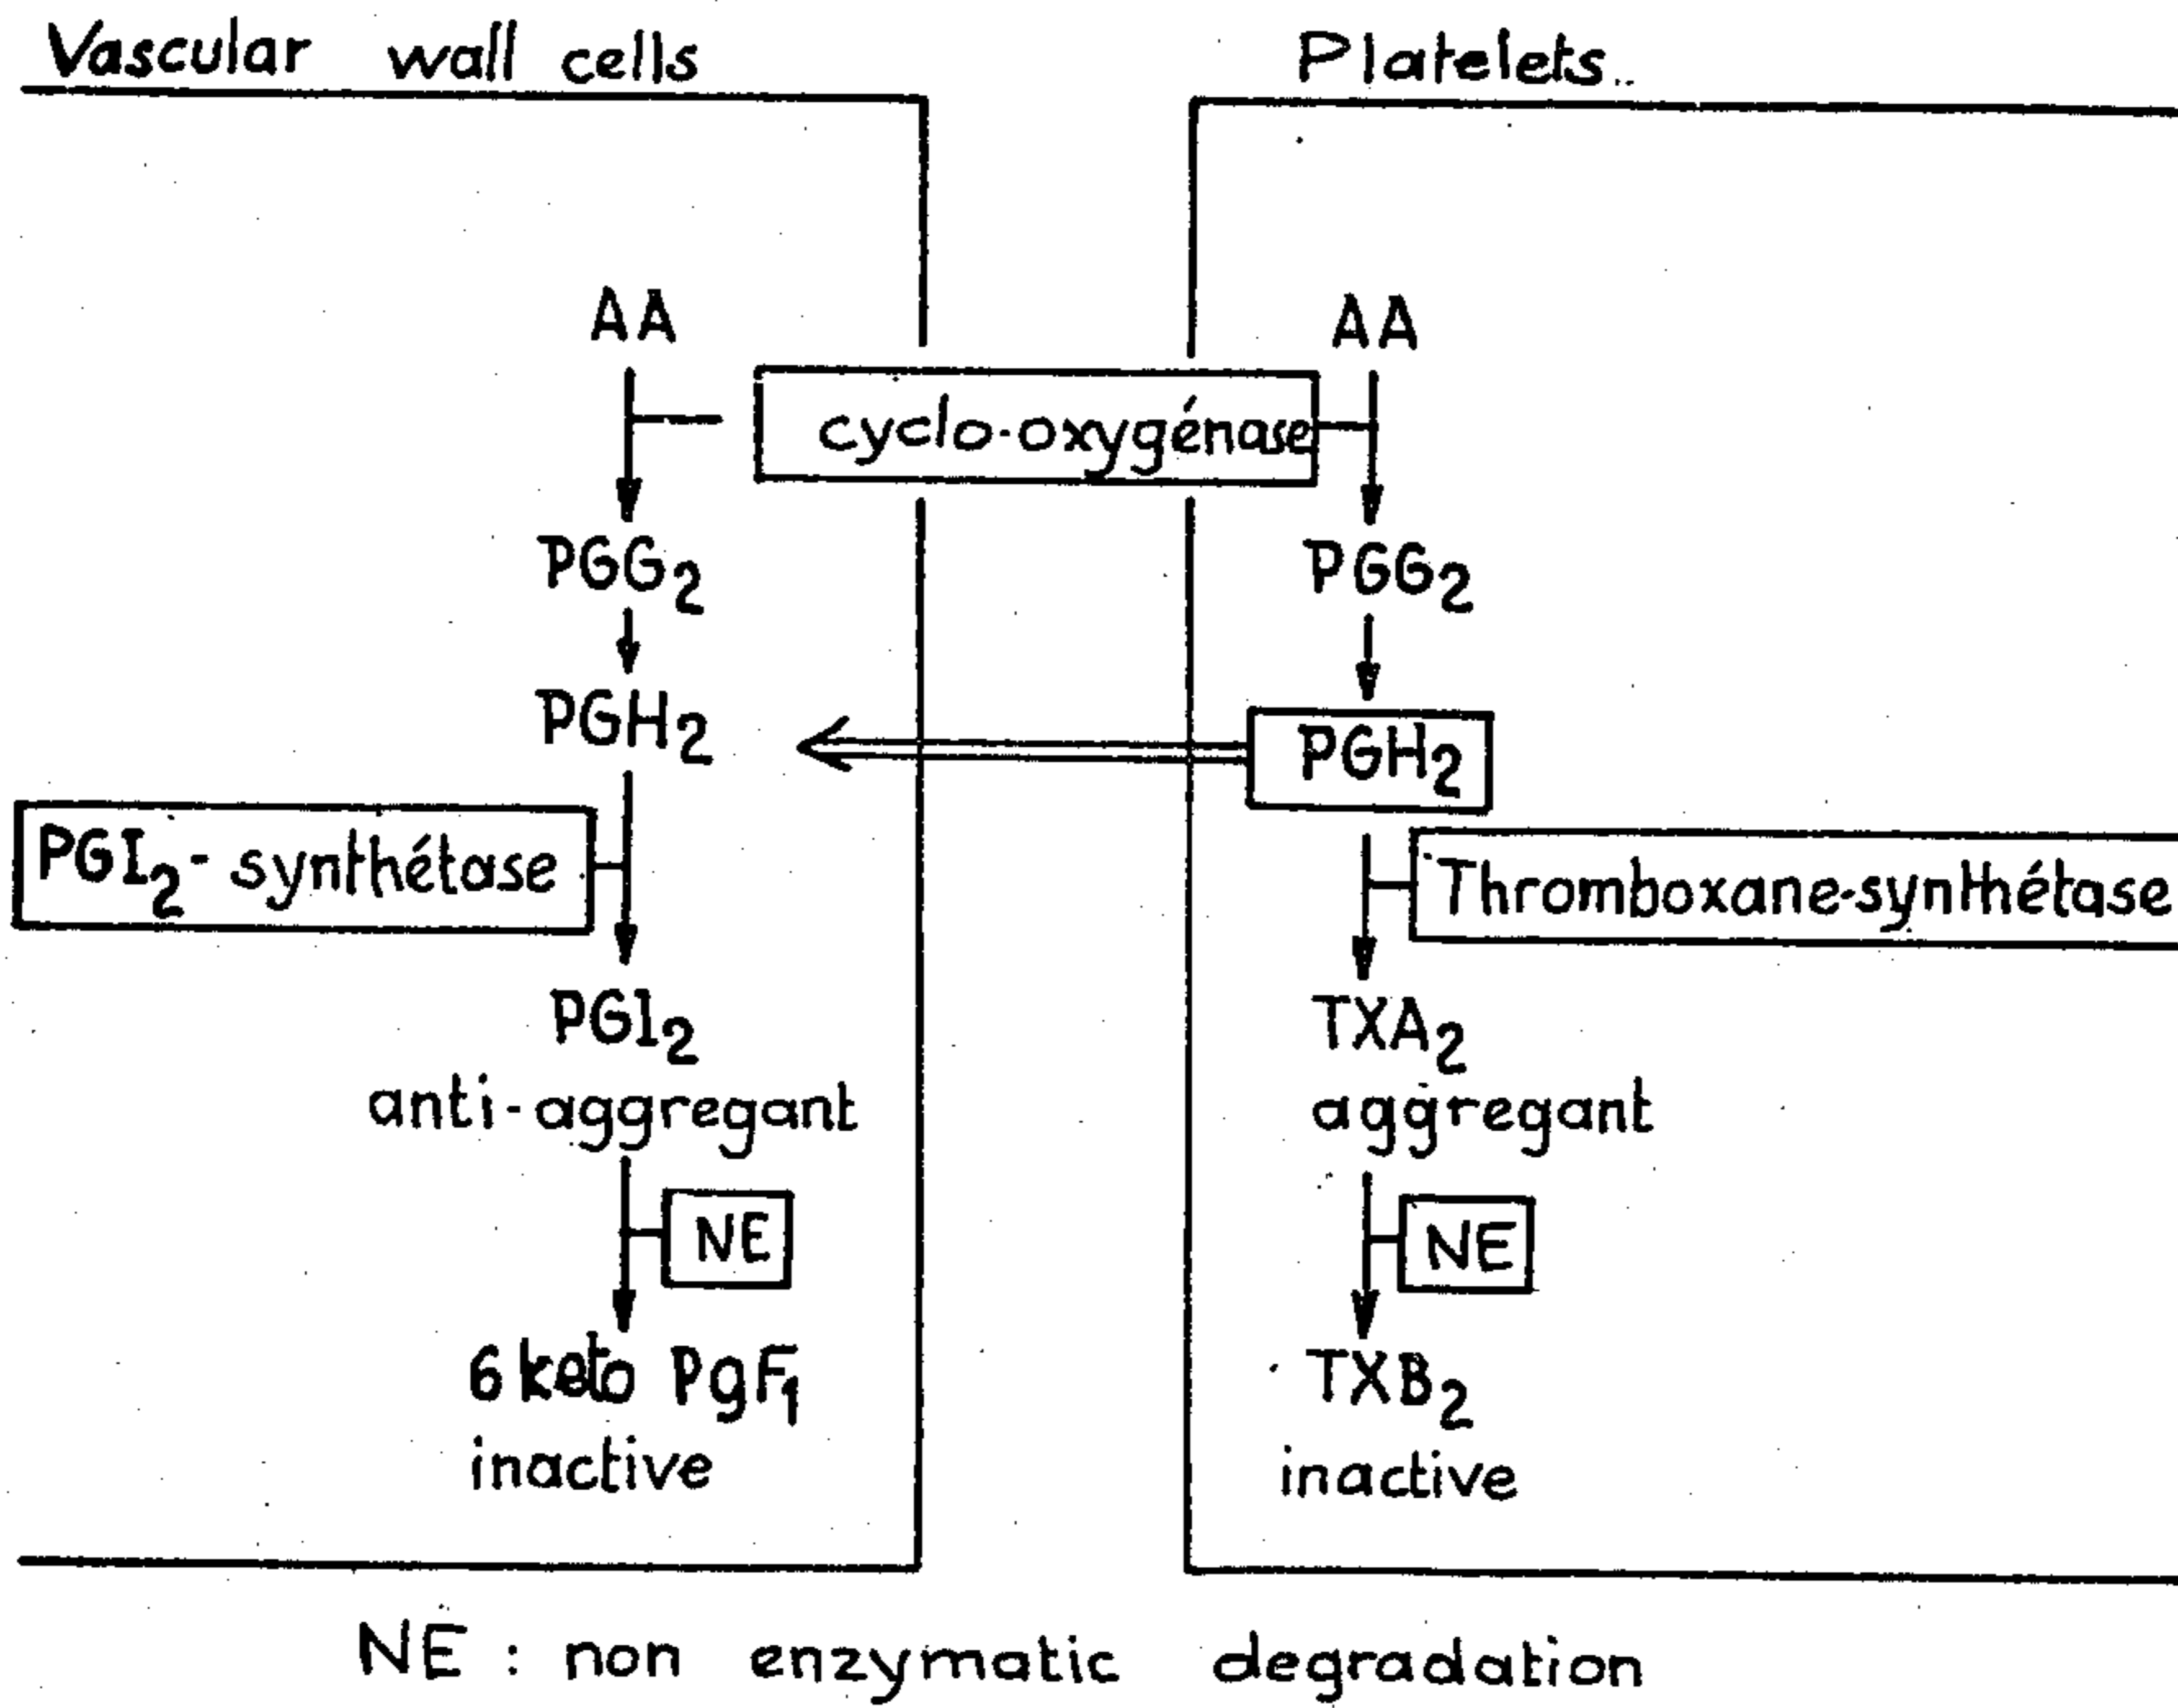 Vascular wall cells
Platelets
AA
AA
cyclo-oxygénase
PGG2
PGG2
PGH2
PGH2
PGI2- synthétase
Thromboxane-synthétase
PGI2
anti-aggregant
TXA2
aggregant
NE
NE
6 keto PgF1
inactive
TXB2
inactive
NE : non enzymatic degradation